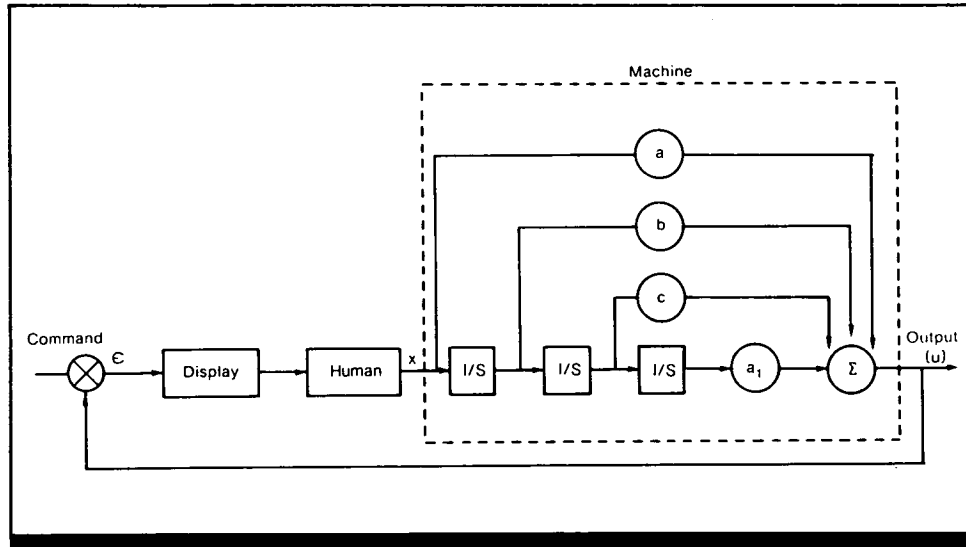 Machine
a
b
c
Command
Output
(u)
Є
Display
Human
x
I/S
I/S
I/S
a₁
Σ